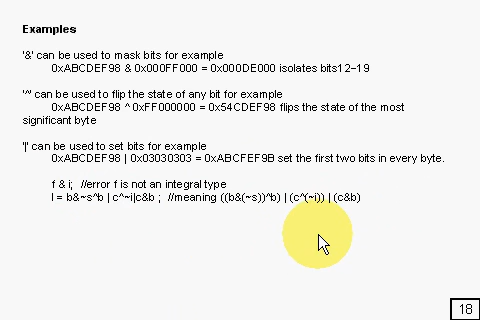 Examples
'&' can be used to mask bits for example
0xABCDEF98 & 0x000FF000 = 0x000DE000 isolates bits12–19
'^' can be used to flip the state of any bit for example
0xABCDEF98 ^ 0xFF000000 = 0x54CDEF98 flips the state of the most
significant byte
'|' can be used to set bits for example
0xABCDEF98 | 0x03030303 = 0xABCFEF9B set the first two bits in every byte.
f & i; //error f is not an integral type
l = b&~s^b | c^~i|c&b ; //meaning ((b&(~s))^b) | (c^(~i)) | (c&b)
18